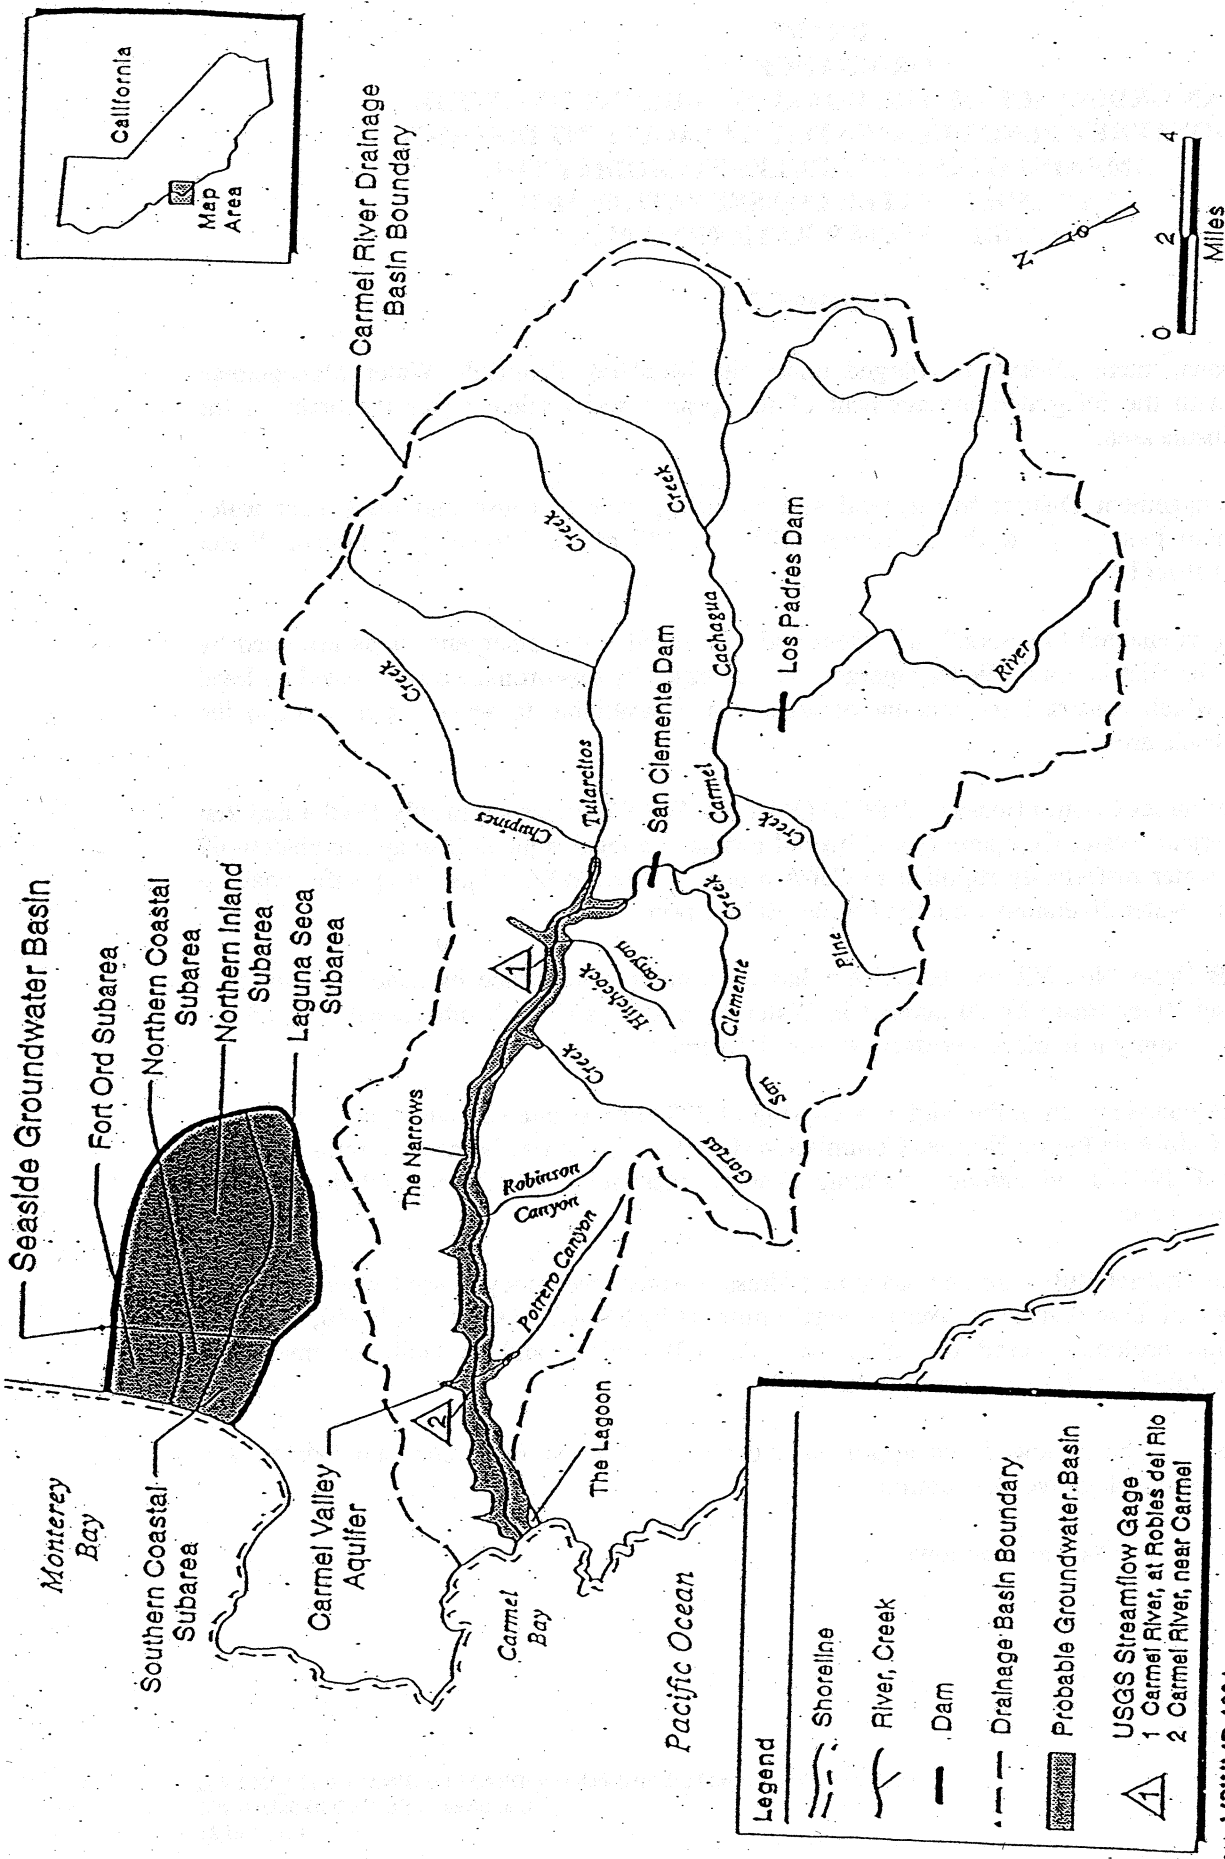 California
Map
Area
Carmel River Drainage
Basin Boundary
Seaside Groundwater Basin
Fort Ord Subarea
Northern Coastal
Subarea
Northern Inland
Subarea
Laguna Seca
Subarea
Monterey
Bay
Southern Coastal
Subarea
Carmel Valley
Aquifer
The Narrows
Chupines
Creek
Tularcitos
Creek
San Clemente Dam
Cachagua
Creek
Los Padres Dam
Carmel
River
Pine
Creek
San
Clemente
Creek
Hitchcock
Canyon
Garzas
Creek
Robinson
Canyon
Potrero Canyon
The Lagoon
1
2
Carmel
Bay
Pacific Ocean
N
0
2
4
Miles
Legend
Shoreline
River, Creek
Dam
Drainage Basin Boundary
Probable Groundwater Basin
1
USGS Streamflow Gage
1 Carmel River, at Robles del Rio
2 Carmel River, near Carmel